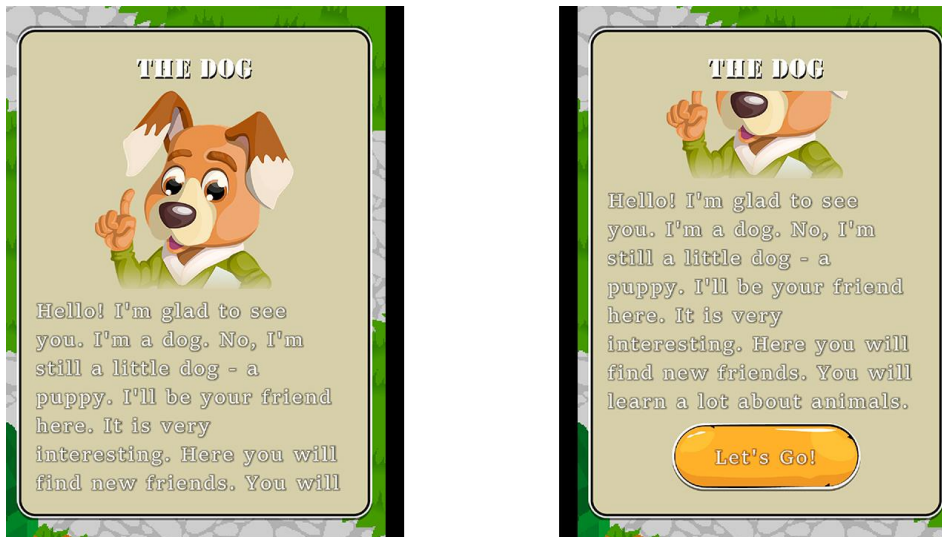 THE DOG
Hello! I'm glad to see
you. I'm a dog. No, I'm
still a little dog - a
puppy. I'll be your friend
here. It is very
interesting. Here you will
find new friends. You will
THE DOG
Hello! I'm glad to see
you. I'm a dog. No, I'm
still a little dog - a
puppy. I'll be your friend
here. It is very
interesting. Here you will
find new friends. You will
learn a lot about animals.
Let's Go!